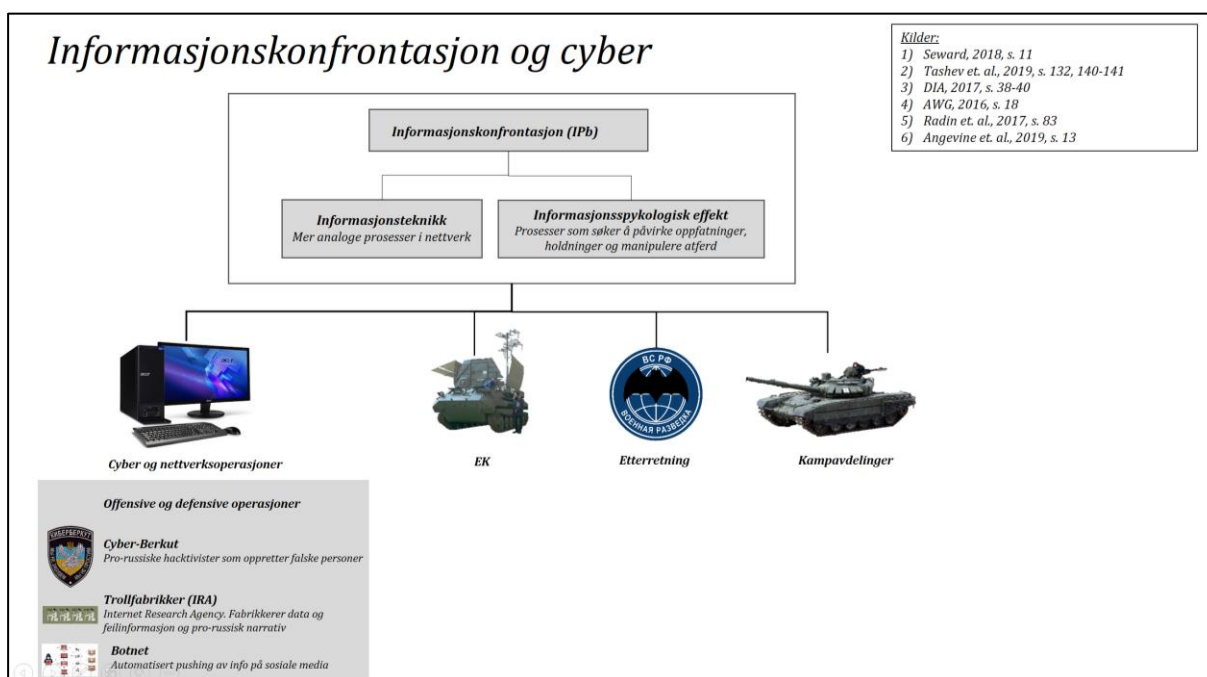 Informasjonskonfrontasjon og cyber
Kilder:
1) Seward, 2018, s. 11
2) Tashev et. al., 2019, s. 132, 140-141
3) DIA, 2017, s. 38-40
4) AWG, 2016, s. 18
5) Radin et. al., 2017, s. 83
6) Angevine et. al., 2019, s. 13
Informasjonskonfrontasjon (IPb)
Informasjonsteknikk
Mer analoge prosesser i nettverk
Informasjonsspykologisk effekt
Prosesser som søker å påvirke oppfatninger,
holdninger og manipulere atferd
acer
ВС РФ
ВОЕННАЯ РАЗВЕДКА
Cyber og nettverksoperasjoner
EK
Etterretning
Kampavdelinger
Offensive og defensive operasjoner
КИБЕРБЕРКУТ
Cyber-Berkut
Pro-russiske hacktivister som oppretter falske personer
Trollfabrikker (IRA)
Internet Research Agency. Fabrikkerer data og
feilinformasjon og pro-russisk narrativ
Botnet
Automatisert pushing av info på sosiale media